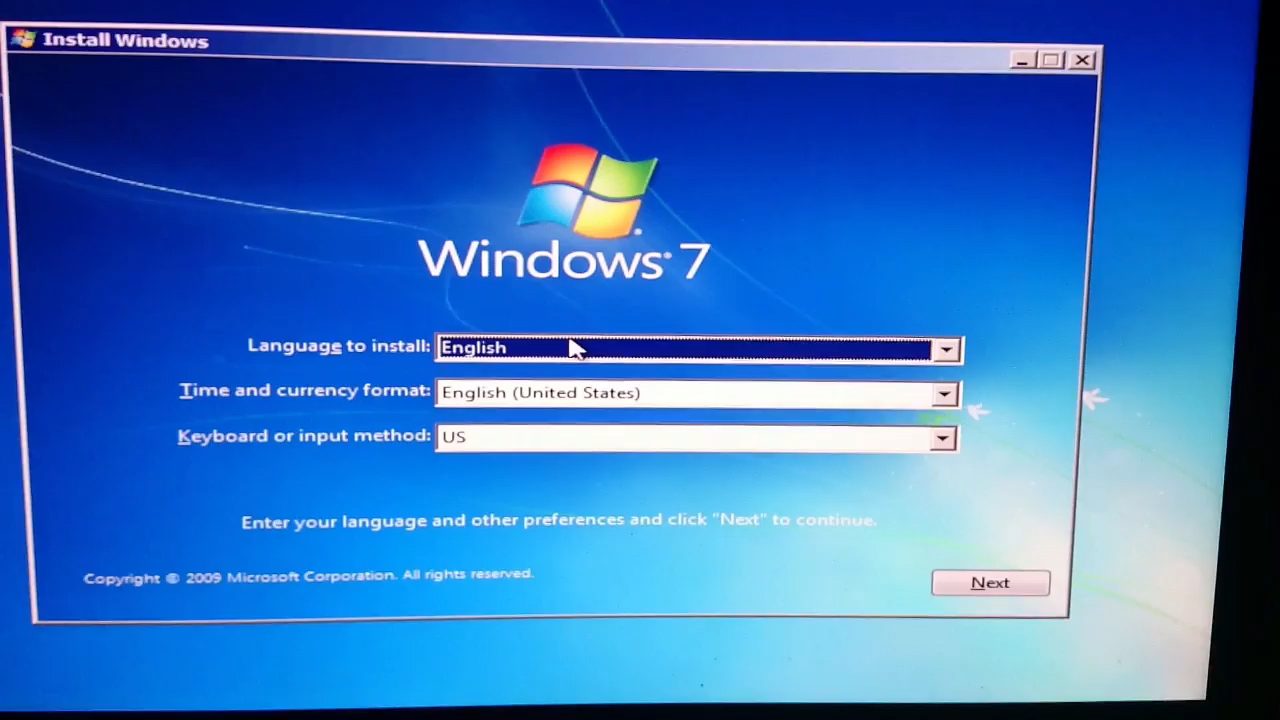 Install Windows
Windows® 7
Language to install: English
Time and currency format: English (United States)
Keyboard or input method: US
Enter your language and other preferences and click "Next" to continue.
Copyright © 2009 Microsoft Corporation. All rights reserved.
Next